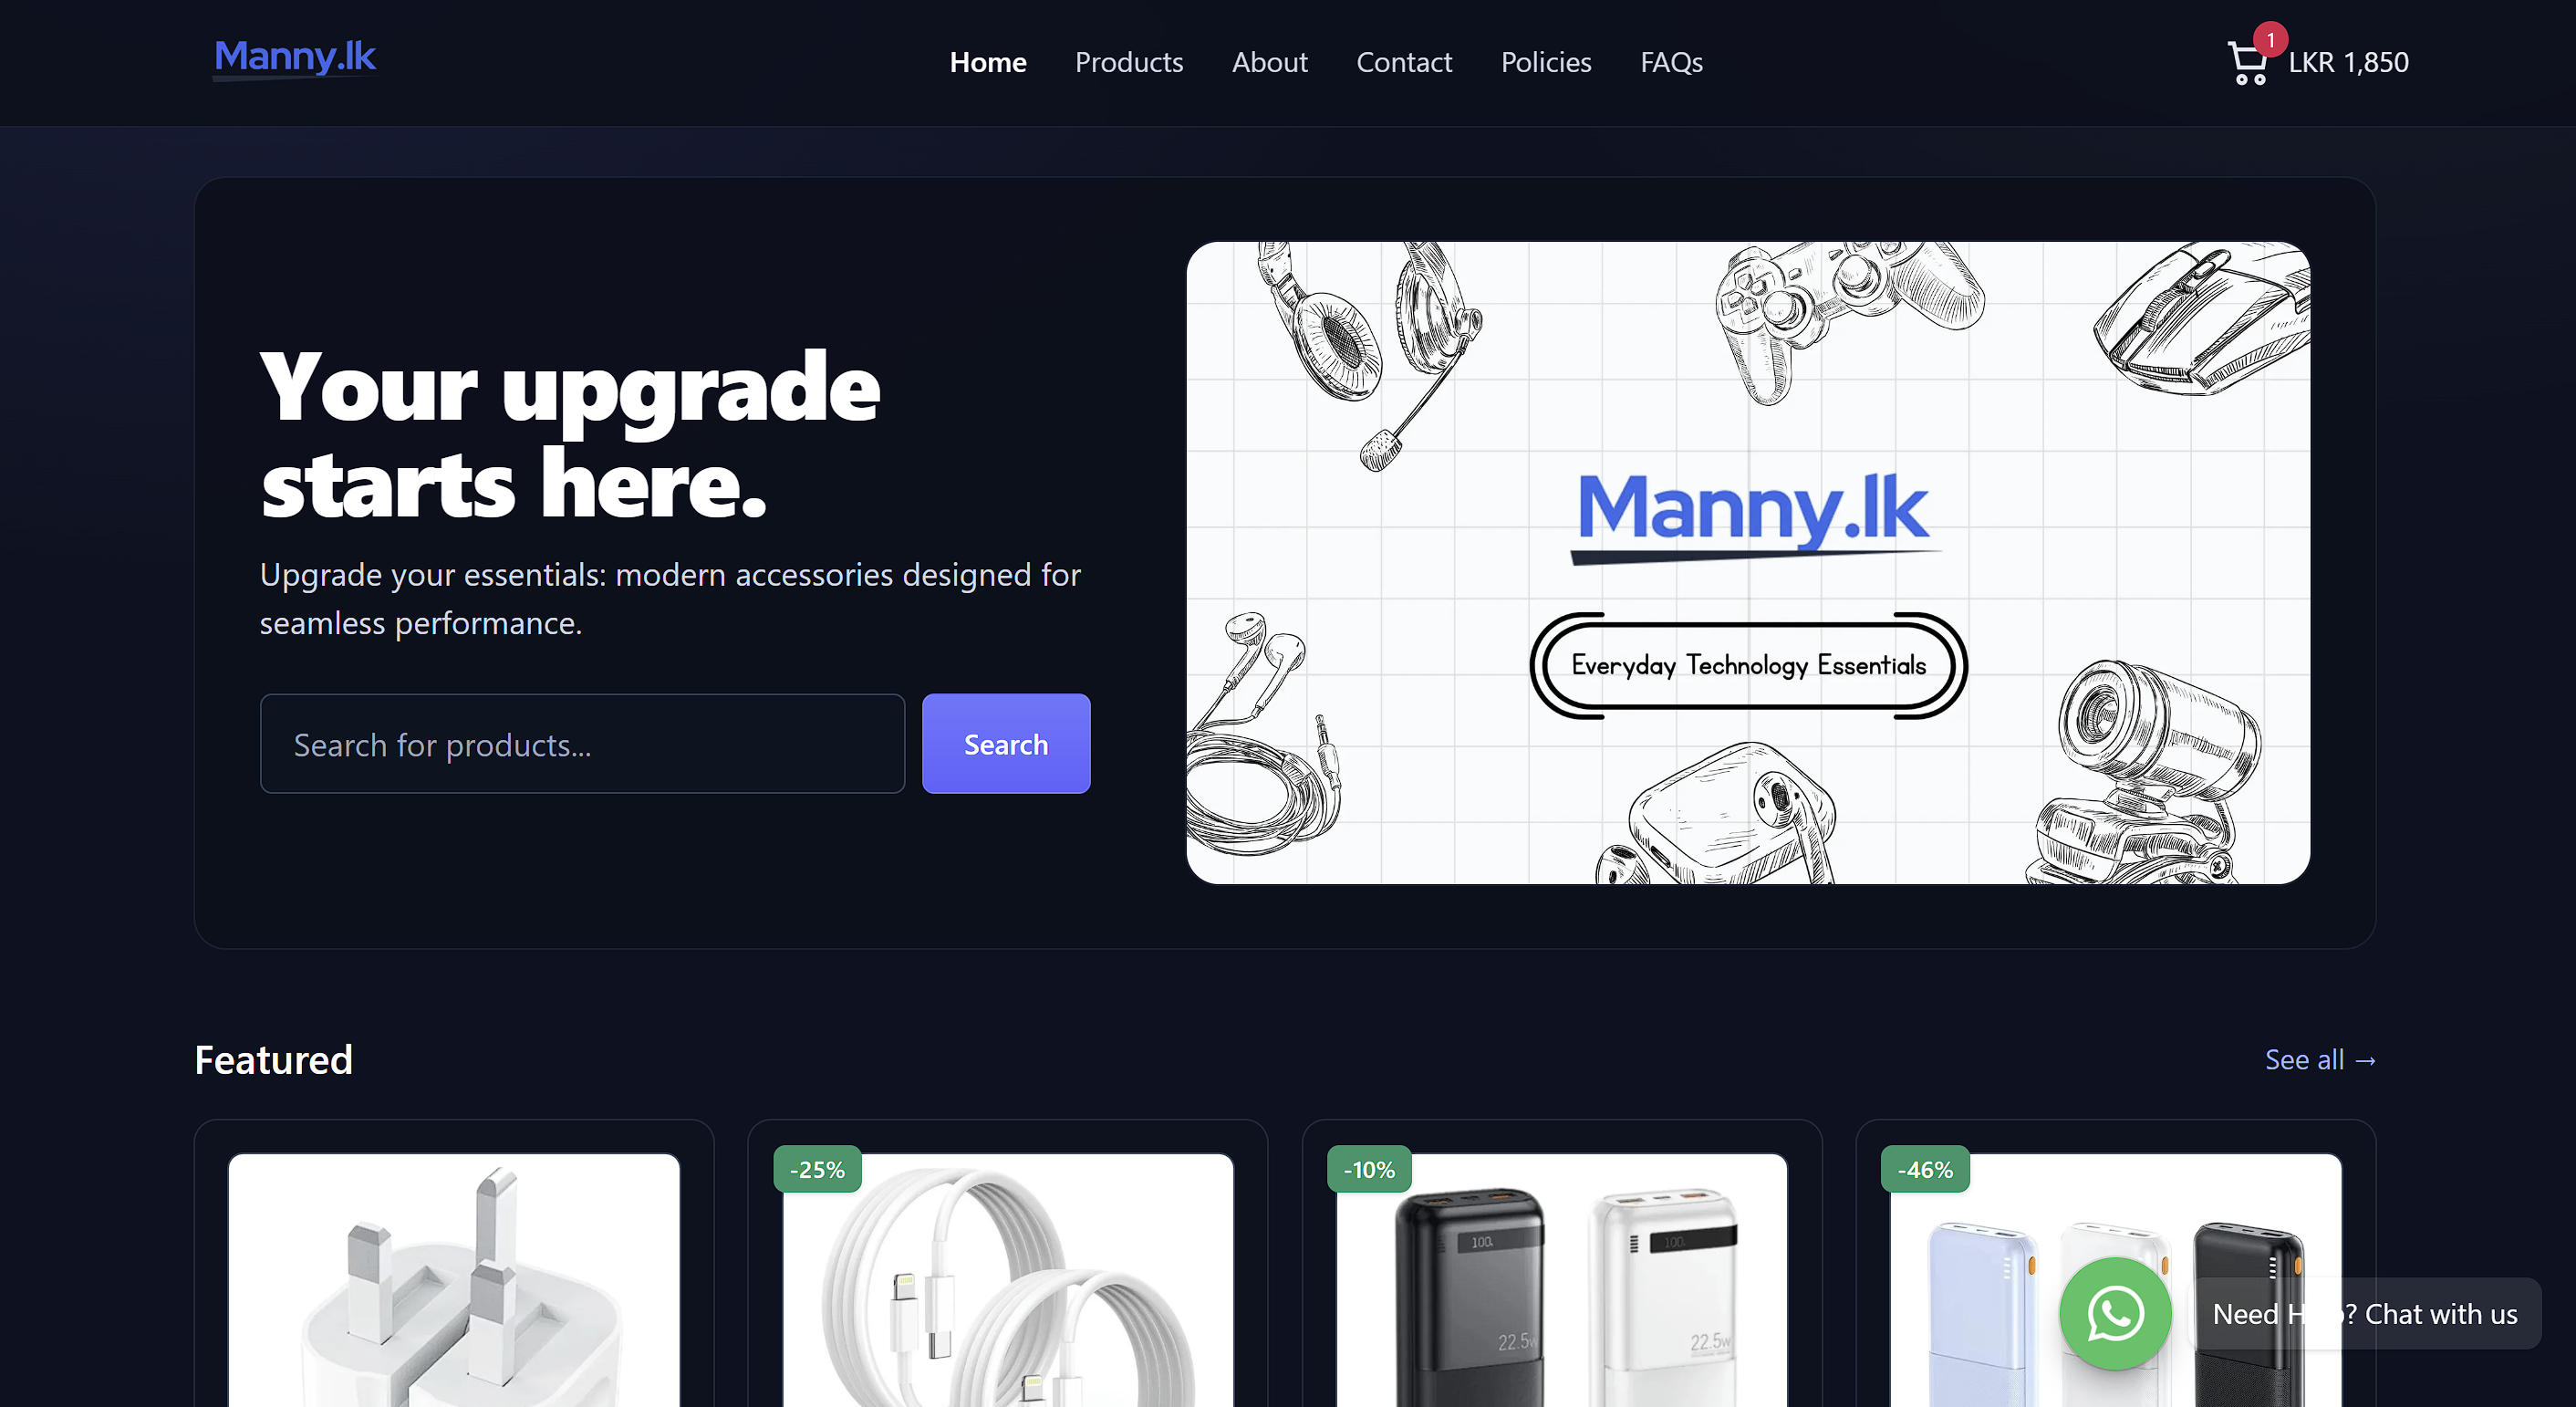 Manny.lk
Home Products About Contact Policies FAQs
1
LKR 1,850
Your upgrade
starts here.
Upgrade your essentials: modern accessories designed for
seamless performance.
Search for products...
Search
Manny.lk
Everyday Technology Essentials
Featured
See all →
-25%
-10%
-46%
100
22.5w
100
22.5w
Need Chat with us